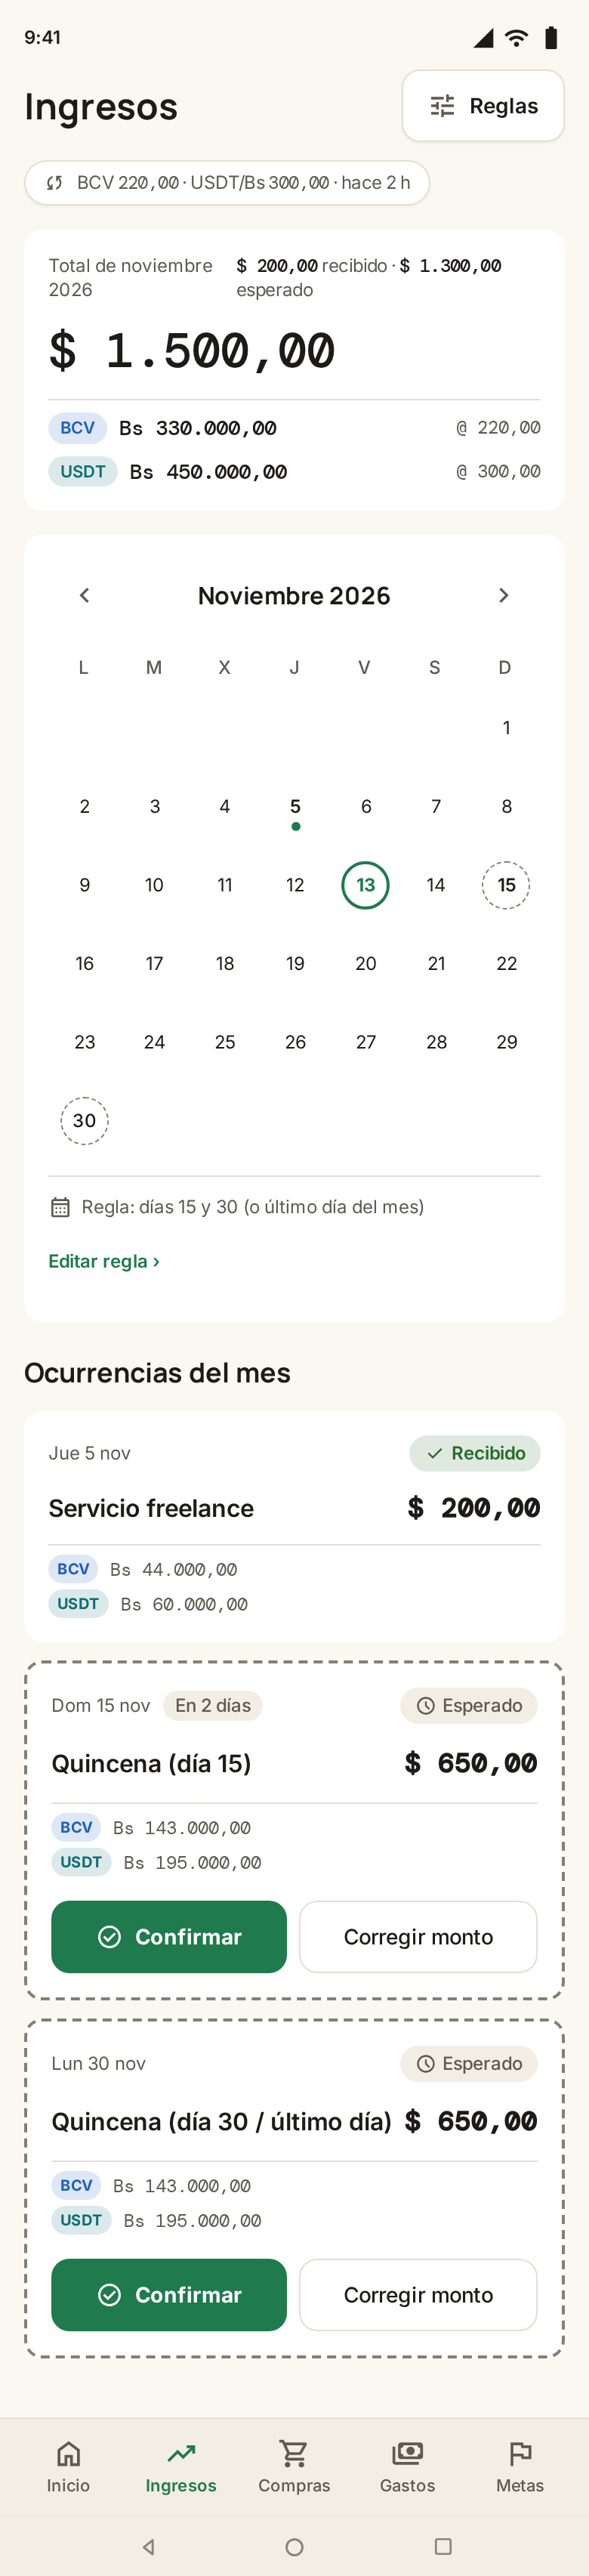 9:41
Ingresos
Reglas
BCV 220,00 · USDT/Bs 300,00 · hace 2 h
Total de noviembre 2026
$ 200,00 recibido · $ 1.300,00 esperado
$ 1.500,00
BCV Bs 330.000,00 @ 220,00
USDT Bs 450.000,00 @ 300,00
Noviembre 2026
L M X J V S D
1
2 3 4 5 6 7 8
9 10 11 12 13 14 15
16 17 18 19 20 21 22
23 24 25 26 27 28 29
30
Regla: días 15 y 30 (o último día del mes)
Editar regla ›
Ocurrencias del mes
Jue 5 nov Recibido
Servicio freelance $ 200,00
BCV Bs 44.000,00
USDT Bs 60.000,00
Dom 15 nov En 2 días Esperado
Quincena (día 15) $ 650,00
BCV Bs 143.000,00
USDT Bs 195.000,00
Confirmar Corregir monto
Lun 30 nov Esperado
Quincena (día 30 / último día) $ 650,00
BCV Bs 143.000,00
USDT Bs 195.000,00
Confirmar Corregir monto
Inicio Ingresos Compras Gastos Metas